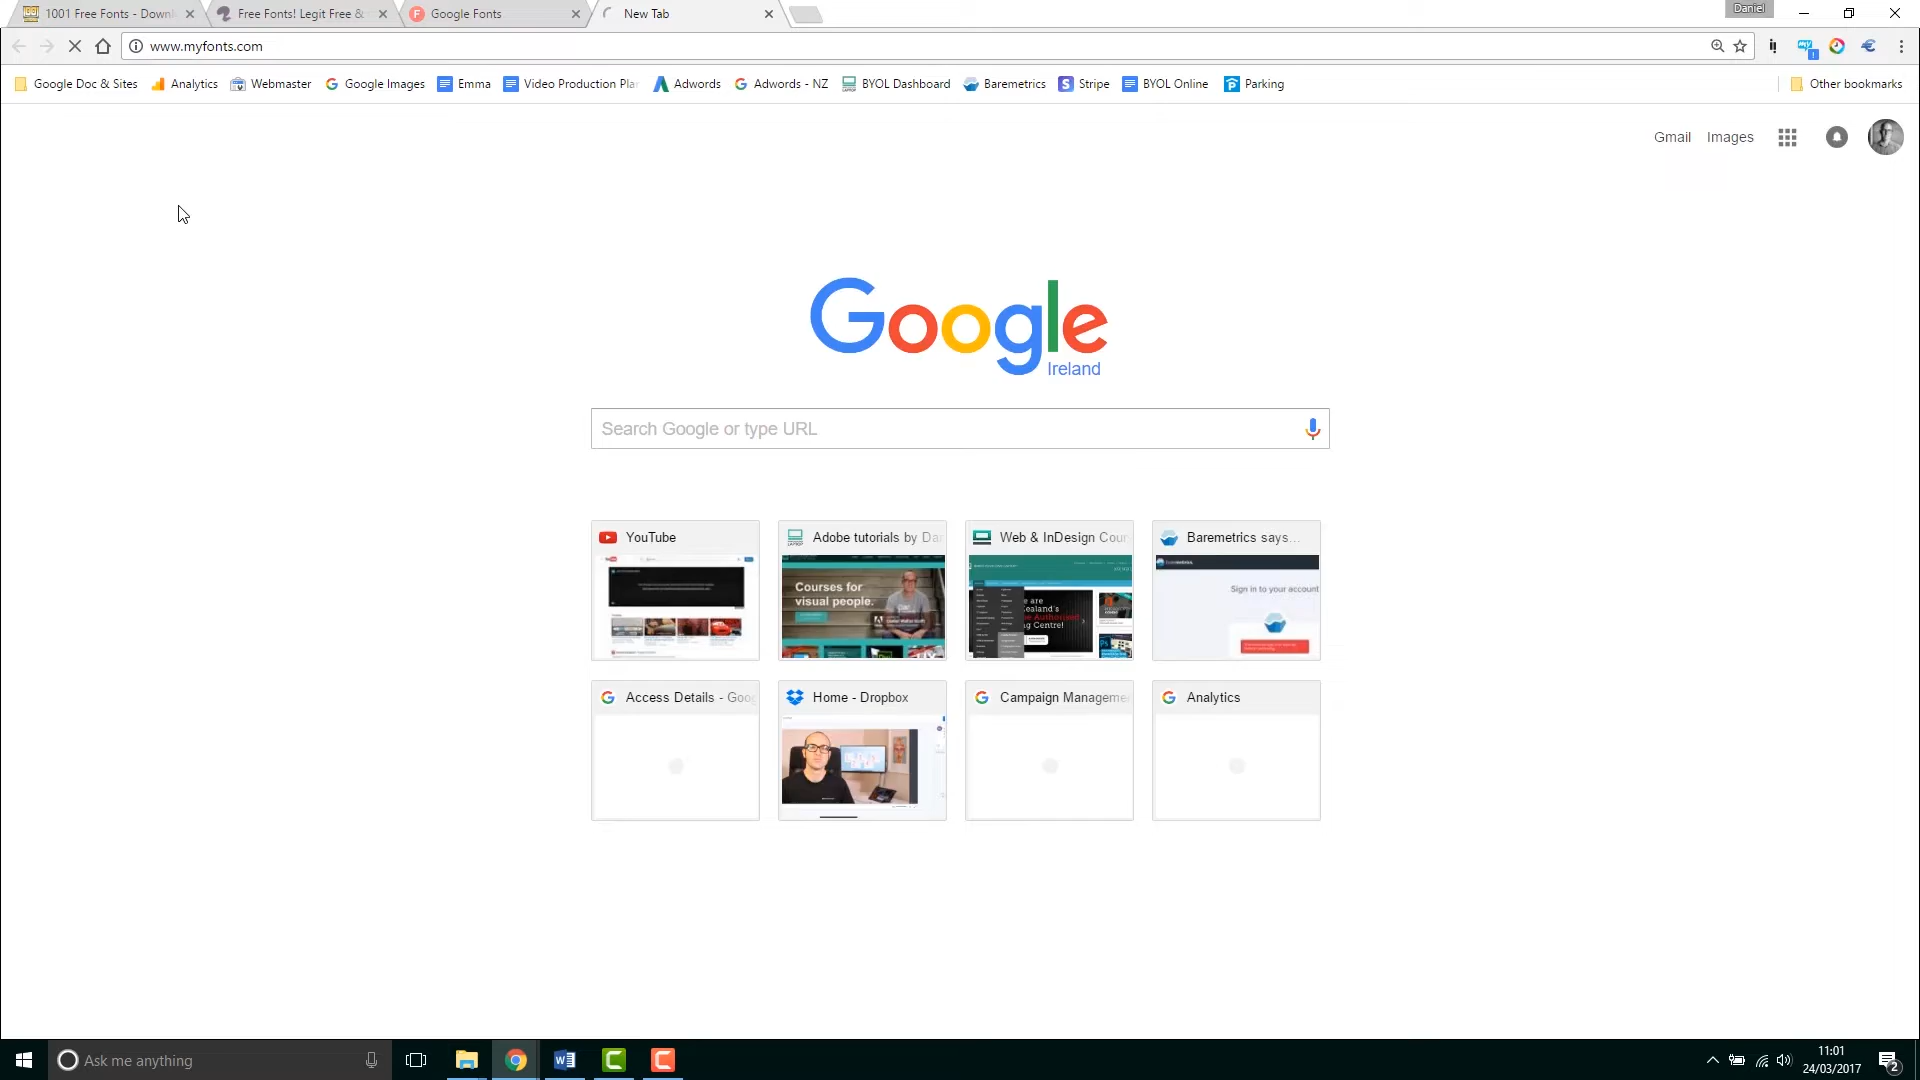 1001 Free Fonts - Down
Free Fonts! Legit Free &
Google Fonts
New Tab
Daniel
www.myfonts.com
Google Doc & Sites
Analytics
Webmaster
Google Images
Emma
Video Production Pla
Adwords
Adwords - NZ
BYOL Dashboard
Baremetrics
Stripe
BYOL Online
Parking
Other bookmarks
Gmail
Images
Google
Ireland
Search Google or type URL
YouTube
Adobe tutorials by Da
Web & InDesign Cour
Baremetrics says...
Courses for
visual people.
Sign in to your account
Access Details - Goog
Home - Dropbox
Campaign Manageme
Analytics
Ask me anything
11:01
24/03/2017
2